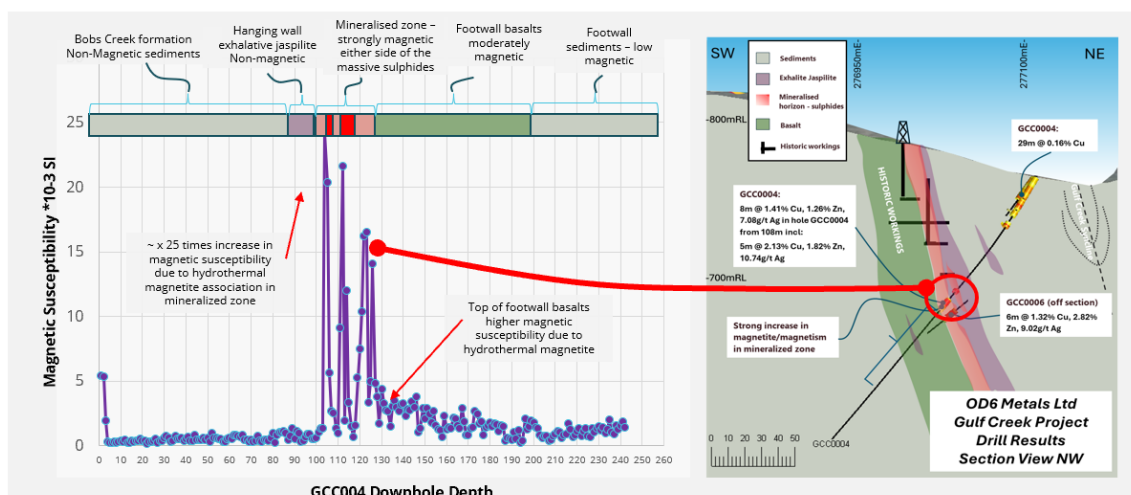 Bobs Creek formation
Non-Magnetic sediments
Hanging wall
exhalative jaspilite
Non-magnetic
Mineralised zone –
strongly magnetic
either side of the
massive sulphides
Footwall basalts
moderately
magnetic
Footwall
sediments – low
magnetic
Magnetic Susceptibility *10-3 SI
25
20
15
10
5
0
~ x 25 times increase in
magnetic susceptibility
due to hydrothermal
magnetite association in
mineralized zone
Top of footwall basalts
higher magnetic
susceptibility due to
hydrothermal magnetite
0 10 20 30 40 50 60 70 80 90 100 110 120 130 140 150 160 170 180 190 200 210 220 230 240 250 260
GCC004 Downhole Depth
SW
NE
276950mE-
277100mE-
Sediments
Exhalite Jaspilite
Mineralised
horizon - sulphides
Basalt
Historic workings
-800mRL
-700mRL
HISTORIC WORKINGS
GCC0004:
29m @ 0.16% Cu
GCC0004:
8m @ 1.41% Cu, 1.26% Zn,
7.08g/t Ag in hole GCC0004
from 108m incl:
5m @ 2.13% Cu, 1.82% Zn,
10.74g/t Ag
GCC0006 (off section)
6m @ 1.32% Cu, 2.82%
Zn, 9.02g/t Ag
Strong increase in
magnetite/magnetism
in mineralized zone
GCC0004
0 10 20 30 40 50
OD6 Metals Ltd
Gulf Creek Project
Drill Results
Section View NW